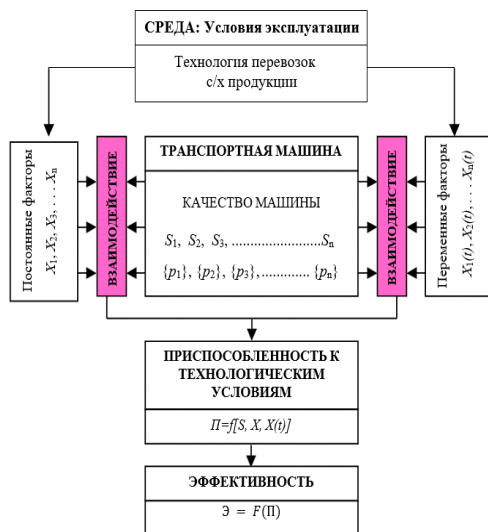 СРЕДА: Условия эксплуатации
Технология перевозок
с/х продукции
Постоянные факторы
X₁, X₂, X₃, . . . . Xₙ
ВЗАИМОДЕЙСТВИЕ
ТРАНСПОРТНАЯ МАШИНА
КАЧЕСТВО МАШИНЫ
S₁, S₂, S₃, ........................Sₙ
{p₁}, {p₂}, {p₃},.............. {pₙ}
ВЗАИМОДЕЙСТВИЕ
Переменные факторы
X₁(t), X₂(t), . . . . Xₙ(t)
ПРИСПОСОБЛЕННОСТЬ К
ТЕХНОЛОГИЧЕСКИМ
УСЛОВИЯМ
П=f[S, X, X(t)]
ЭФФЕКТИВНОСТЬ
Э = F(П)